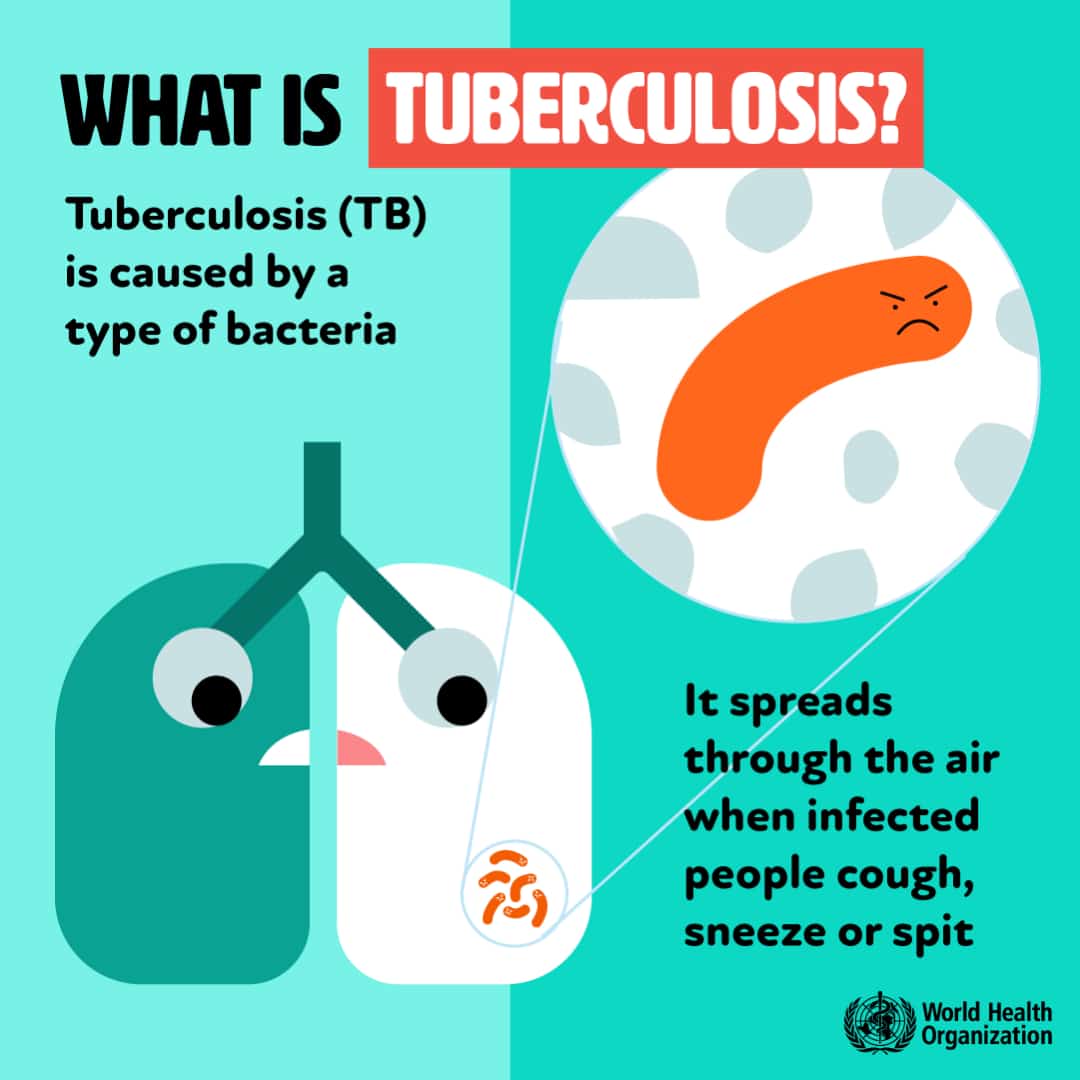 WHAT IS TUBERCULOSIS?
Tuberculosis (TB)
is caused by a
type of bacteria
It spreads
through the air
when infected
people cough,
sneeze or spit
World Health
Organization